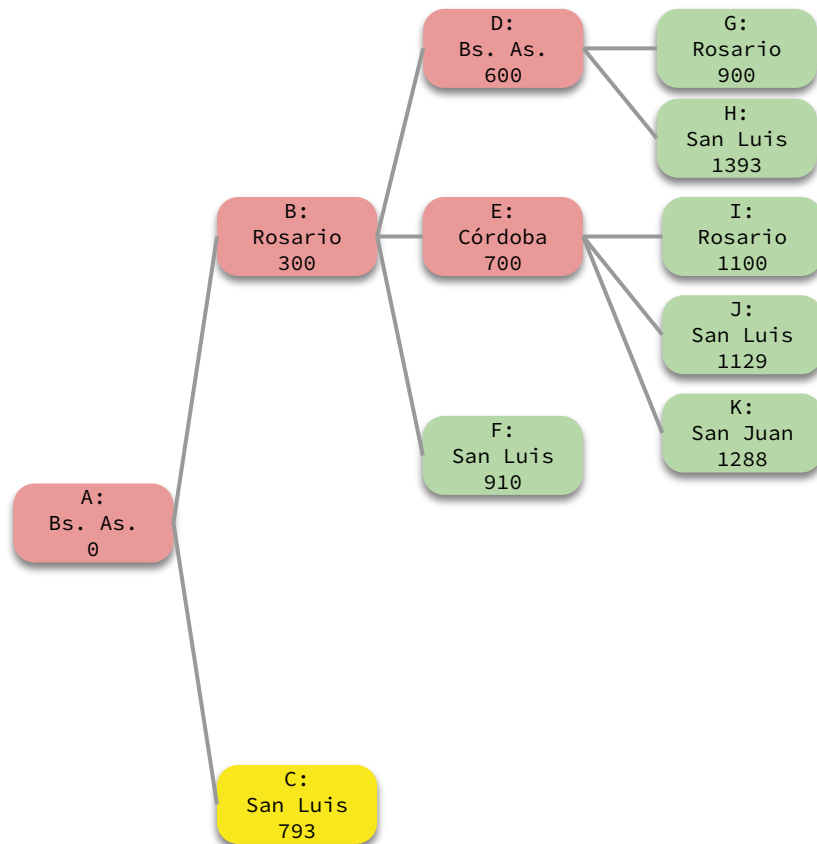 D:
Bs. As.
600
G:
Rosario
900
H:
San Luis
1393
B:
Rosario
300
E:
Córdoba
700
I:
Rosario
1100
J:
San Luis
1129
K:
San Juan
1288
F:
San Luis
910
A:
Bs. As.
0
C:
San Luis
793